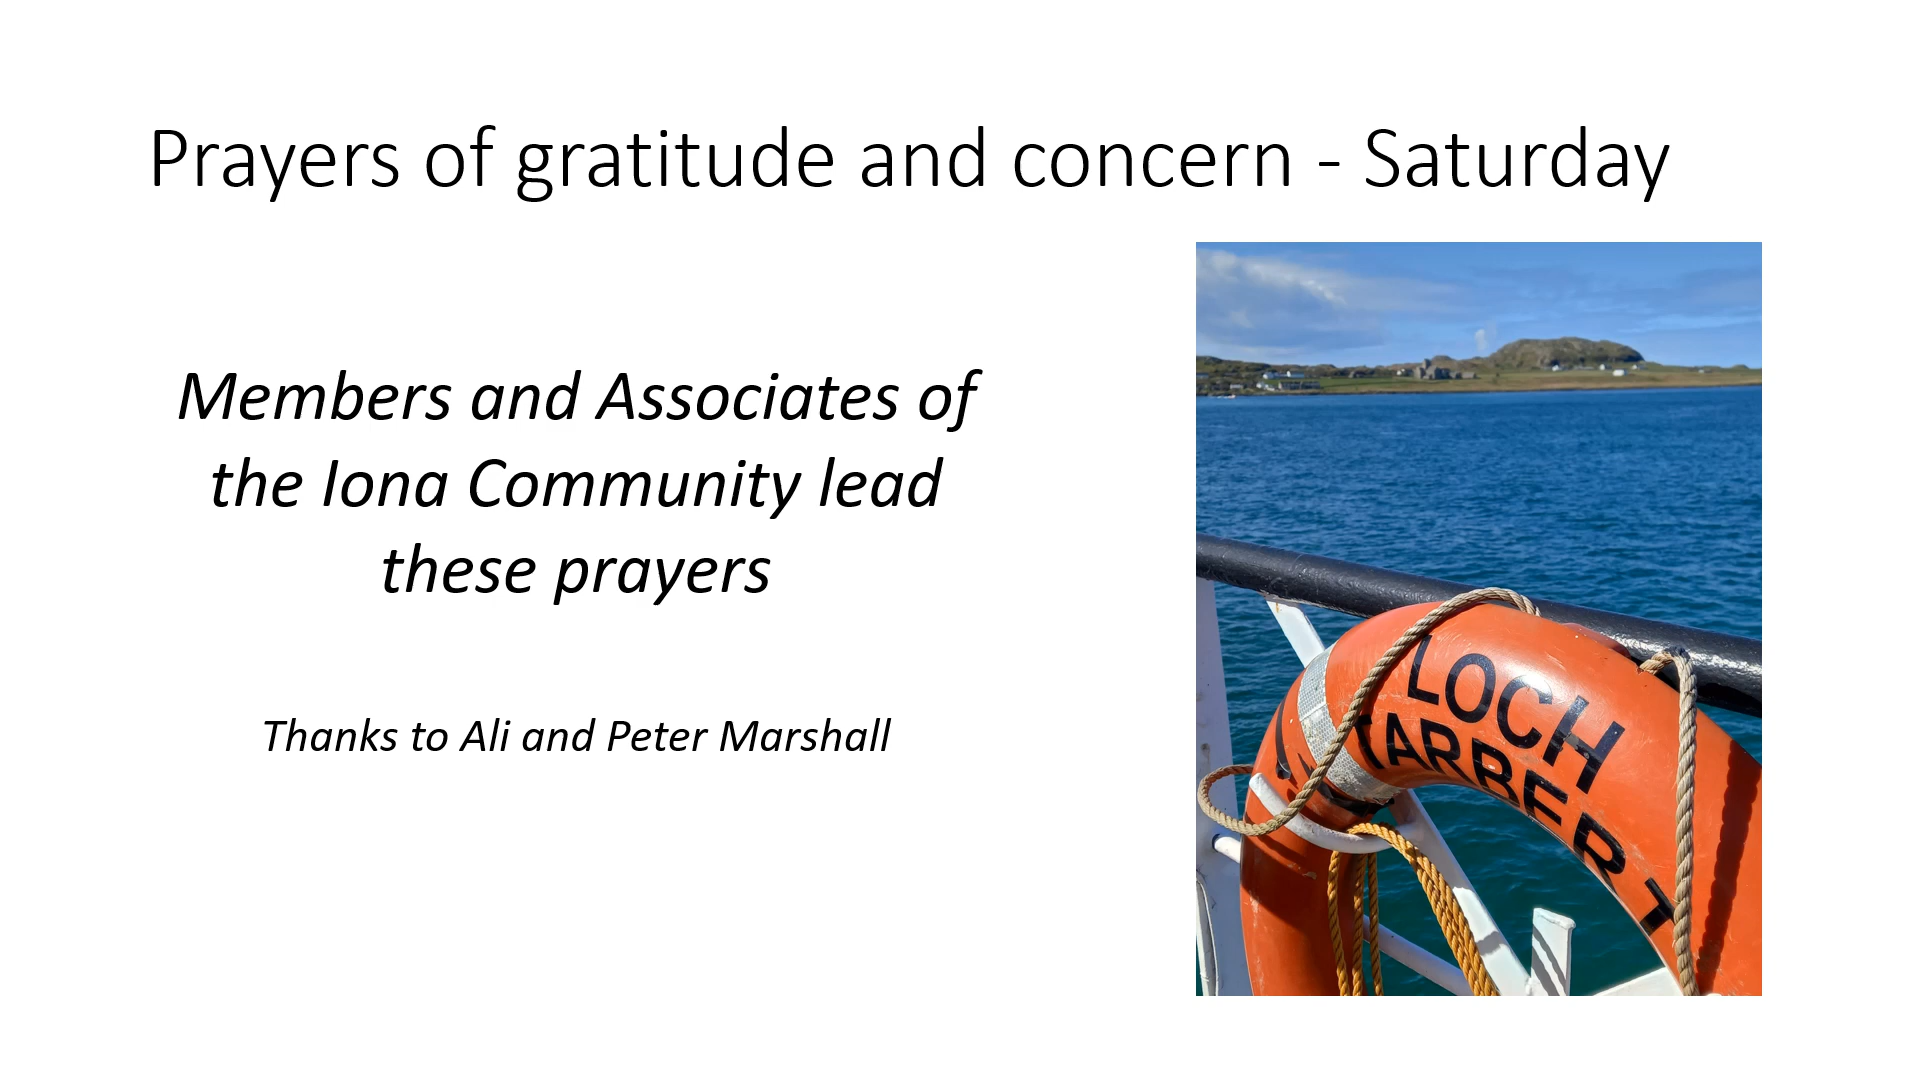 Prayers of gratitude and concern - Saturday
Members and Associates of
the Iona Community lead
these prayers
Thanks to Ali and Peter Marshall
LOCH
TARBERT